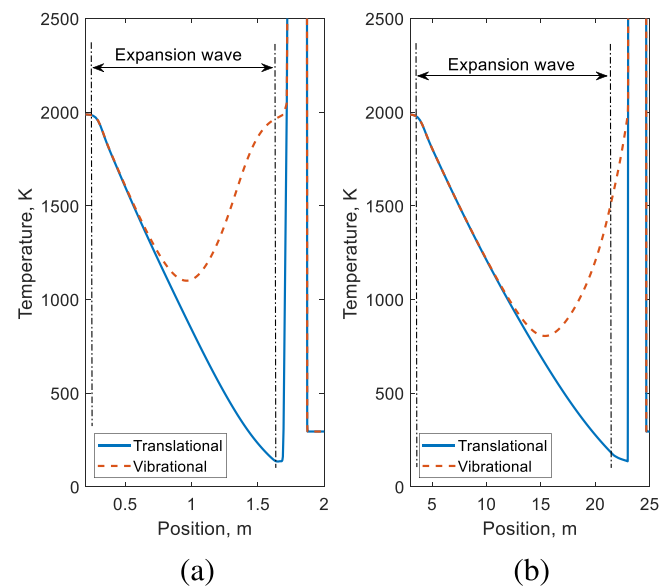 2500
2000
1500
1000
500
0
Temperature, K
Expansion wave
Translational
Vibrational
0.5
1
1.5
2
Position, m
(a)
2500
2000
1500
1000
500
0
Temperature, K
Expansion wave
Translational
Vibrational
5
10
15
20
25
Position, m
(b)